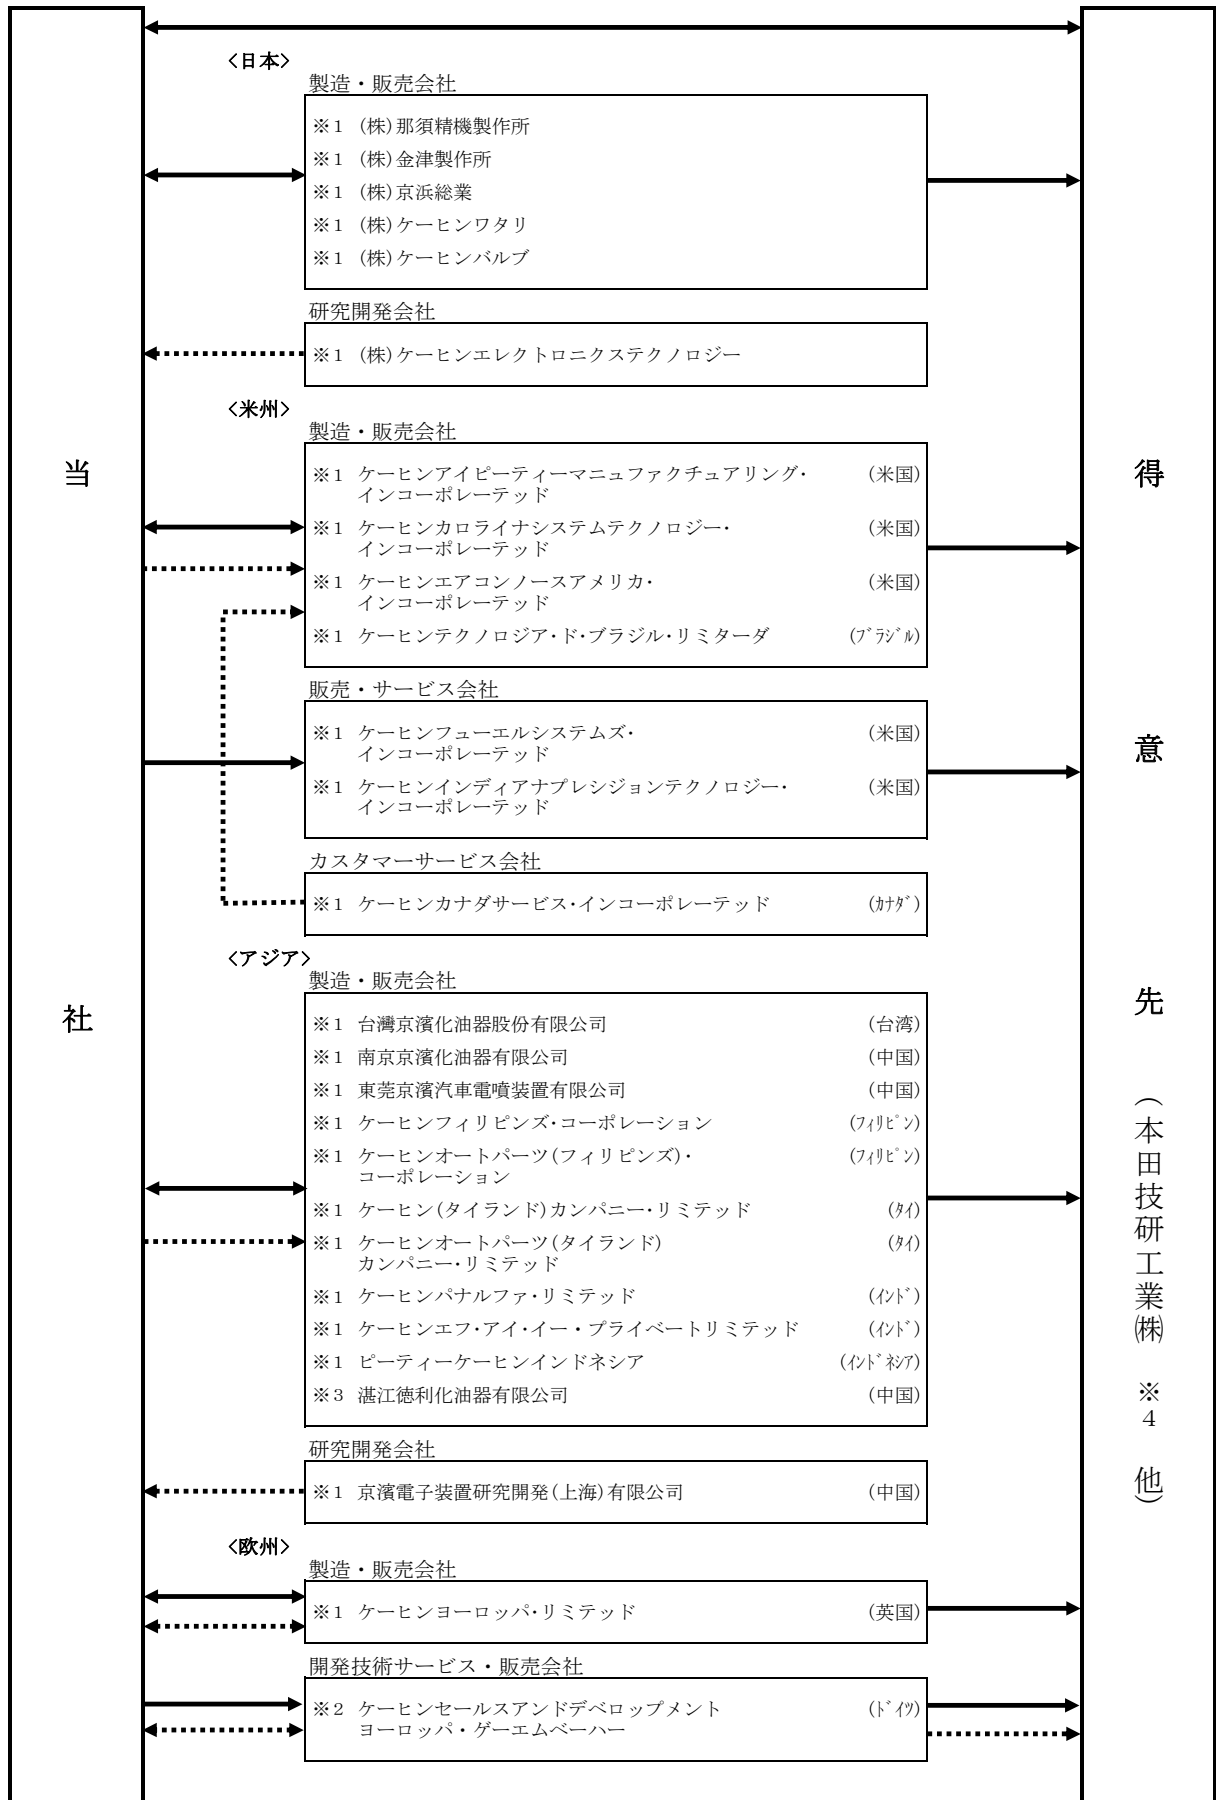 当社
<日本>
製造・販売会社
※1 (株)那須精機製作所
※1 (株)金津製作所
※1 (株)京浜総業
※1 (株)ケーヒンワタリ
※1 (株)ケーヒンバルブ
研究開発会社
※1 (株)ケーヒンエレクトロニクステクノロジー
<米州>
製造・販売会社
※1 ケーヒンアイピーティーマニュファクチュアリング・ (米国)
インコーポレーテッド
※1 ケーヒンカロライナシステムテクノロジー・ (米国)
インコーポレーテッド
※1 ケーヒンエアコンノースアメリカ・ (米国)
インコーポレーテッド
※1 ケーヒンテクノロジア・ド・ブラジル・リミターダ (ﾌﾞﾗｼﾞﾙ)
販売・サービス会社
※1 ケーヒンフューエルシステムズ・ (米国)
インコーポレーテッド
※1 ケーヒンインディアナプレシジョンテクノロジー・ (米国)
インコーポレーテッド
カスタマーサービス会社
※1 ケーヒンカナダサービス・インコーポレーテッド (ｶﾅﾀﾞ)
<アジア>
製造・販売会社
※1 台灣京濱化油器股份有限公司 (台湾)
※1 南京京濱化油器有限公司 (中国)
※1 東莞京濱汽車電噴装置有限公司 (中国)
※1 ケーヒンフィリピンズ・コーポレーション (ﾌｨﾘﾋﾟﾝ)
※1 ケーヒンオートパーツ(フィリピンズ)・ (ﾌｨﾘﾋﾟﾝ)
コーポレーション
※1 ケーヒン(タイランド)カンパニー・リミテッド (ﾀｲ)
※1 ケーヒンオートパーツ(タイランド) (ﾀｲ)
カンパニー・リミテッド
※1 ケーヒンパナルファ・リミテッド (ｲﾝﾄﾞ)
※1 ケーヒンエフ・アイ・イー・プライベートリミテッド (ｲﾝﾄﾞ)
※1 ピーティーケーヒンインドネシア (ｲﾝﾄﾞﾈｼｱ)
※3 湛江德利化油器有限公司 (中国)
研究開発会社
※1 京濱電子装置研究開発(上海)有限公司 (中国)
<欧州>
製造・販売会社
※1 ケーヒンヨーロッパ・リミテッド (英国)
開発技術サービス・販売会社
※2 ケーヒンセールスアンドデベロップメント (ﾄﾞｲﾂ)
ヨーロッパ・ゲーエムベーハー
得意先(本田技研工業㈱ ※4 他)